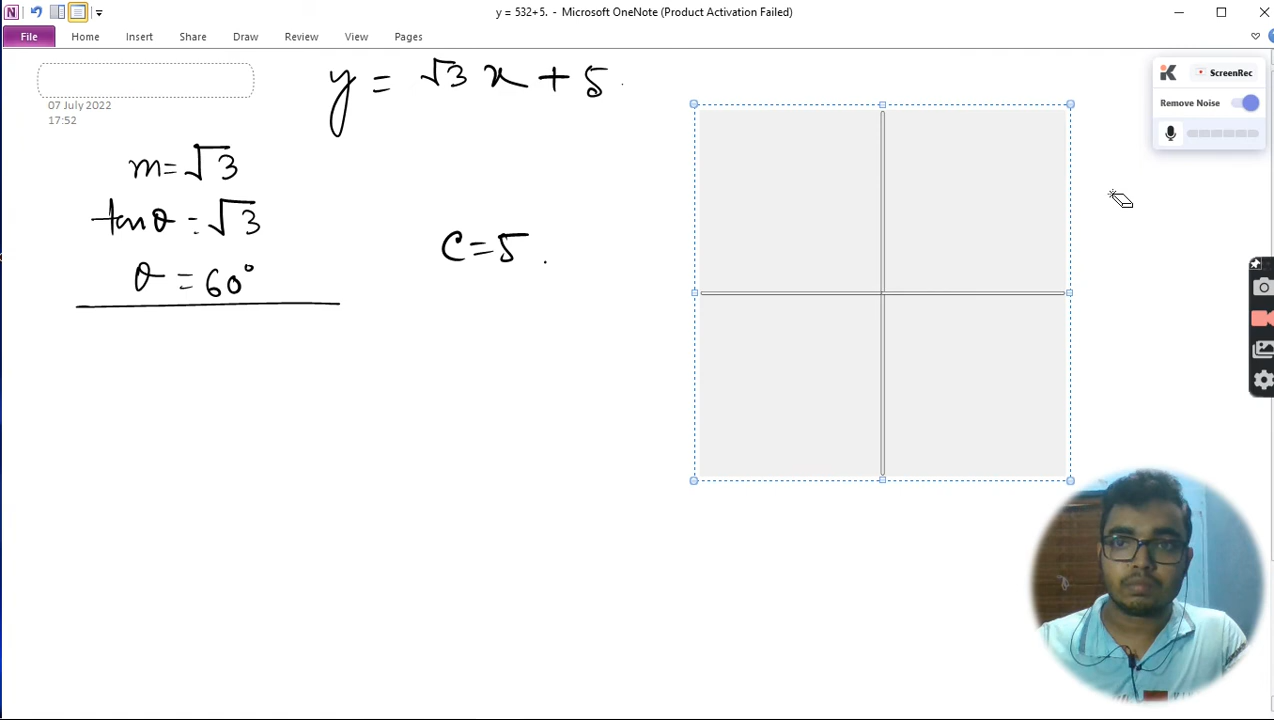 y = 532+5. - Microsoft OneNote (Product Activation Failed)
File Home Insert Share Draw Review View Pages
y = √3 x + 5
ScreenRec
Remove Noise
07 July 2022
17:52
m = √3
tanθ = √3
θ = 60°
C = 5.